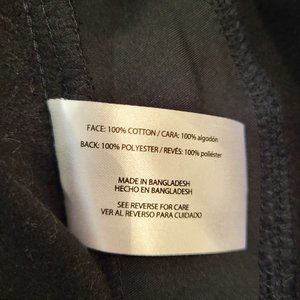 FACE: 100% COTTON / CARA: 100% algodón
BACK: 100% POLYESTER / REVÉS: 100% poliéster
MADE IN BANGLADESH
HECHO EN BANGLADESH
SEE REVERSE FOR CARE
VER AL REVERSO PARA CUIDADO